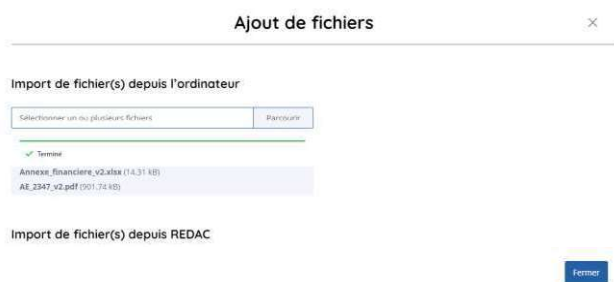 Ajout de fichiers
Import de fichier(s) depuis l'ordinateur
Sélectionner un ou plusieurs fichiers Parcourir
Terminé
Annexe_financiere_v2.xlsx (14.31 kB)
AE_2347_v2.pdf (901.74 kB)
Import de fichier(s) depuis REDAC
Fermer